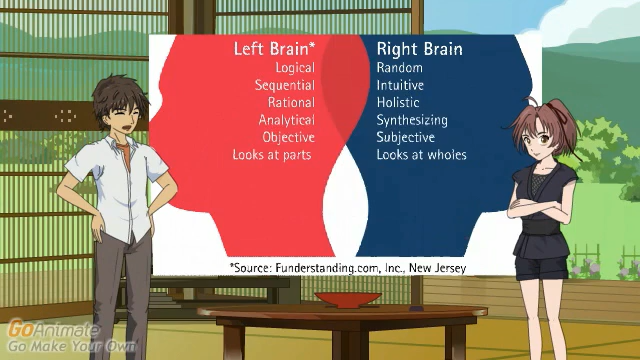 Left Brain*
Logical
Sequential
Rational
Analytical
Objective
Looks at parts
Right Brain
Random
Intuitive
Holistic
Synthesizing
Subjective
Looks at wholes
*Source: Funderstanding.com, Inc., New Jersey
GoAnimate
Go Make Your Own